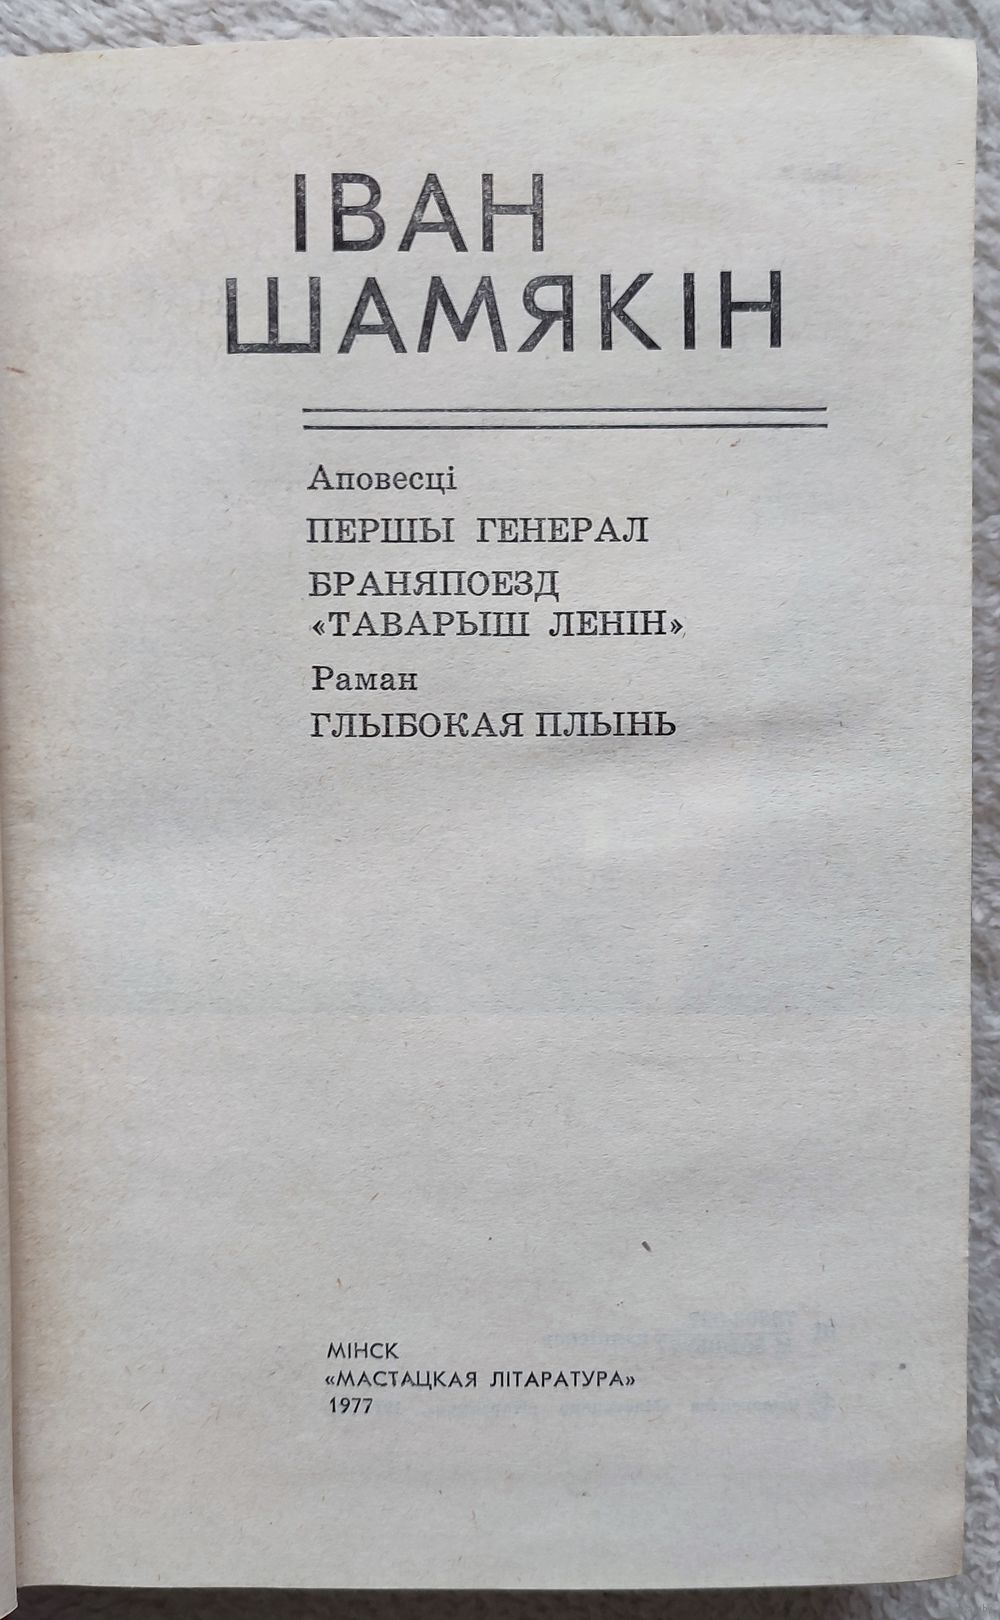 ІВАН
ШАМЯКІН
Аповесці
ПЕРШЫ ГЕНЕРАЛ
БРАНЯПОЕЗД
«ТАВАРЫШ ЛЕНІН»
Раман
ГЛЫБОКАЯ ПЛЫНЬ
МІНСК
«МАСТАЦКАЯ ЛІТАРАТУРА»
1977